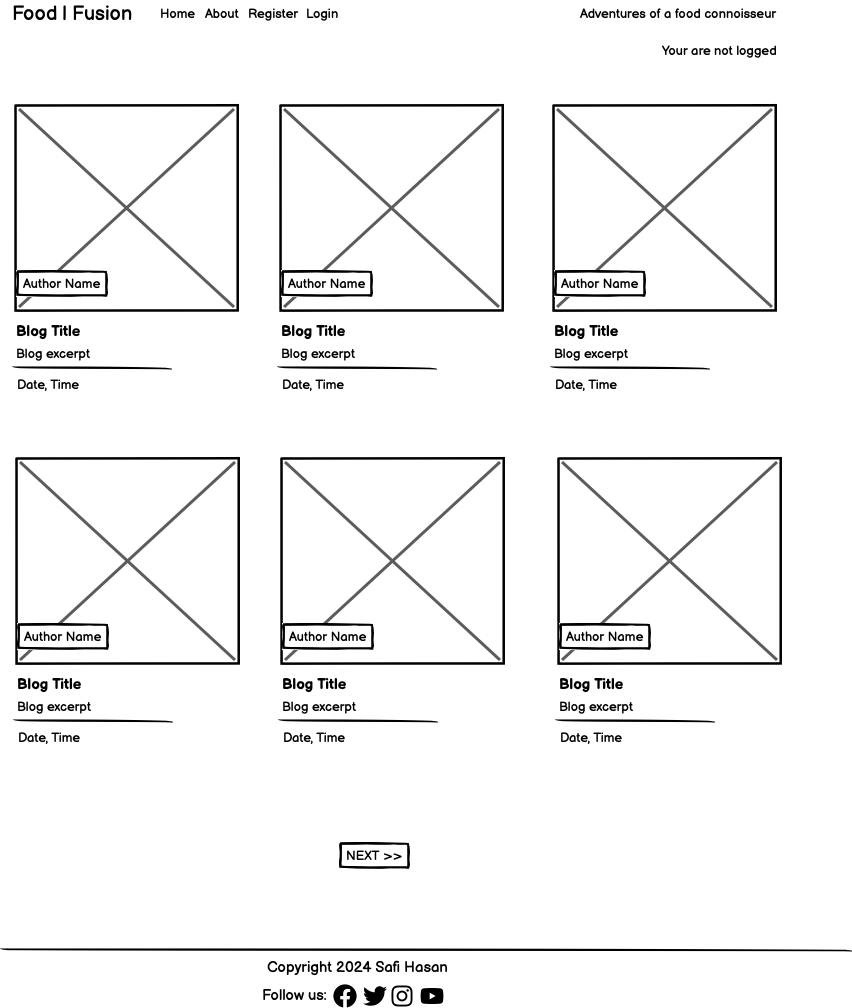 Food | Fusion Home About Register Login Adventures of a food connoisseur
Your are not logged
Author Name Author Name Author Name
Blog Title Blog Title Blog Title
Blog excerpt Blog excerpt Blog excerpt
Date, Time Date, Time Date, Time
Author Name Author Name Author Name
Blog Title Blog Title Blog Title
Blog excerpt Blog excerpt Blog excerpt
Date, Time Date, Time Date, Time
NEXT >>
Copyright 2024 Safi Hasan
Follow us: